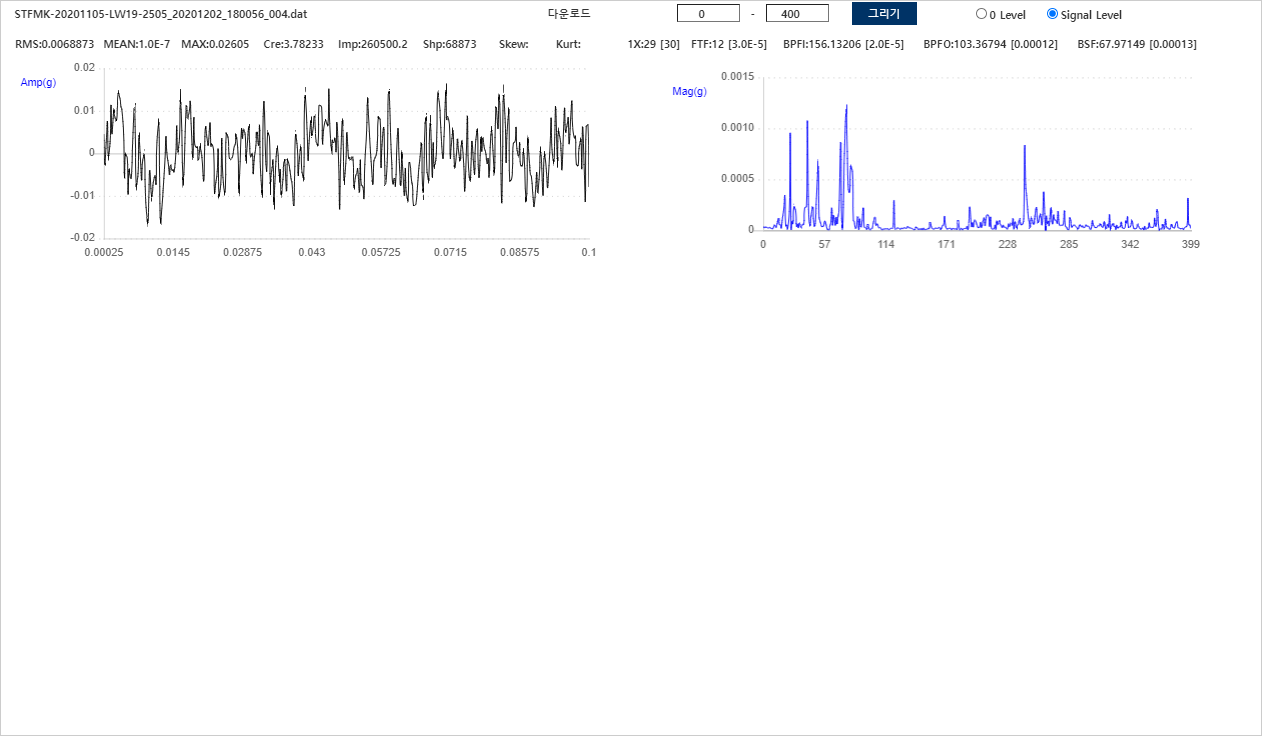 STFMK-20201105-LW19-2505_20201202_180056_004.dat 다운로드 0 - 400 그리기 0 Level Signal Level
RMS:0.0068873 MEAN:1.0E-7 MAX:0.02605 Cre:3.78233 Imp:260500.2 Shp:68873 Skew: Kurt: 1X:29 [30] FTF:12 [3.0E-5] BPFI:156.13206 [2.0E-5] BPFO:103.36794 [0.00012] BSF:67.97149 [0.00013]
Amp(g)
0.02
0.01
0
-0.01
-0.02
0.00025 0.0145 0.02875 0.043 0.05725 0.0715 0.08575 0.1
Mag(g)
0.0015
0.0010
0.0005
0
0 57 114 171 228 285 342 399